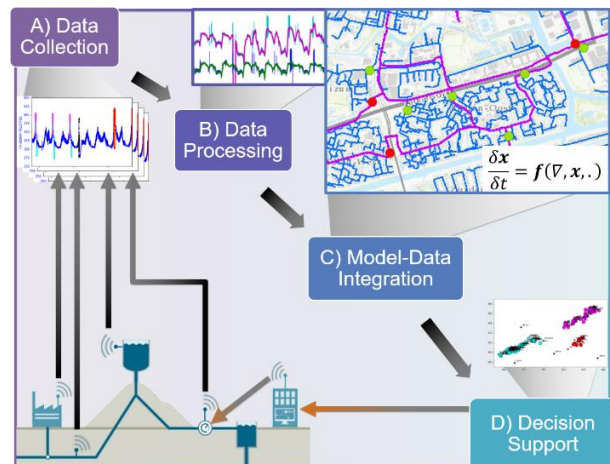 A) Data
Collection
B) Data
Processing
δx
δt
= f(∇, x, .)
C) Model-Data
Integration
D) Decision
Support